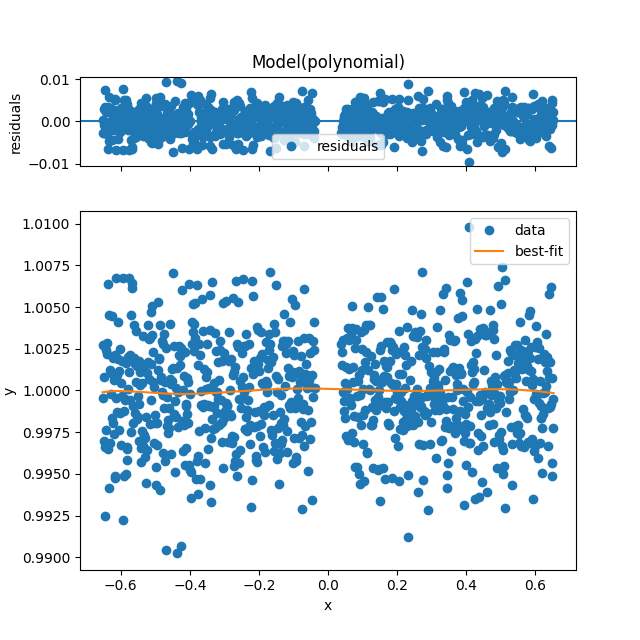 Model(polynomial)
0.01
0.00
−0.01
residuals
residuals
1.0100
1.0075
1.0050
1.0025
1.0000
0.9975
0.9950
0.9925
0.9900
y
data
best-fit
−0.6 −0.4 −0.2 0.0 0.2 0.4 0.6
x